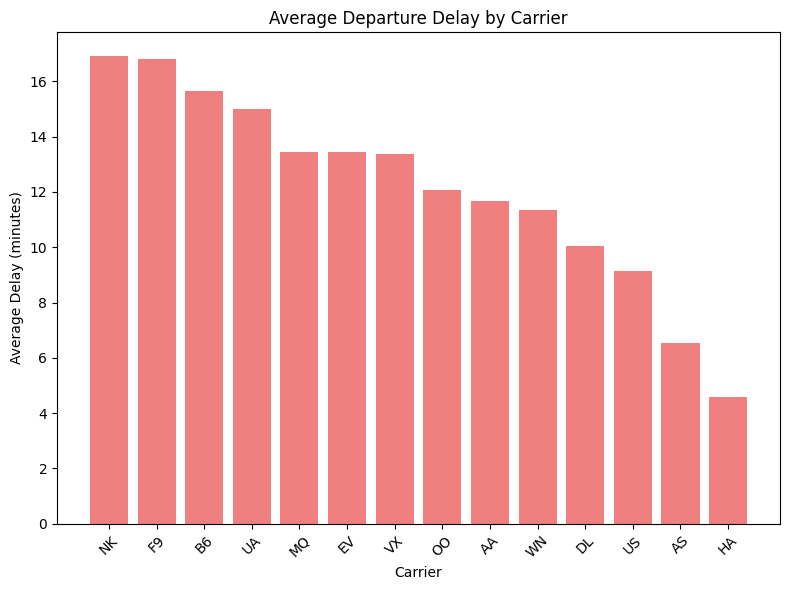 Average Departure Delay by Carrier
Average Delay (minutes)
16
14
12
10
8
6
4
2
0
NK F9 B6 UA MQ EV VX OO AA WN DL US AS HA
Carrier